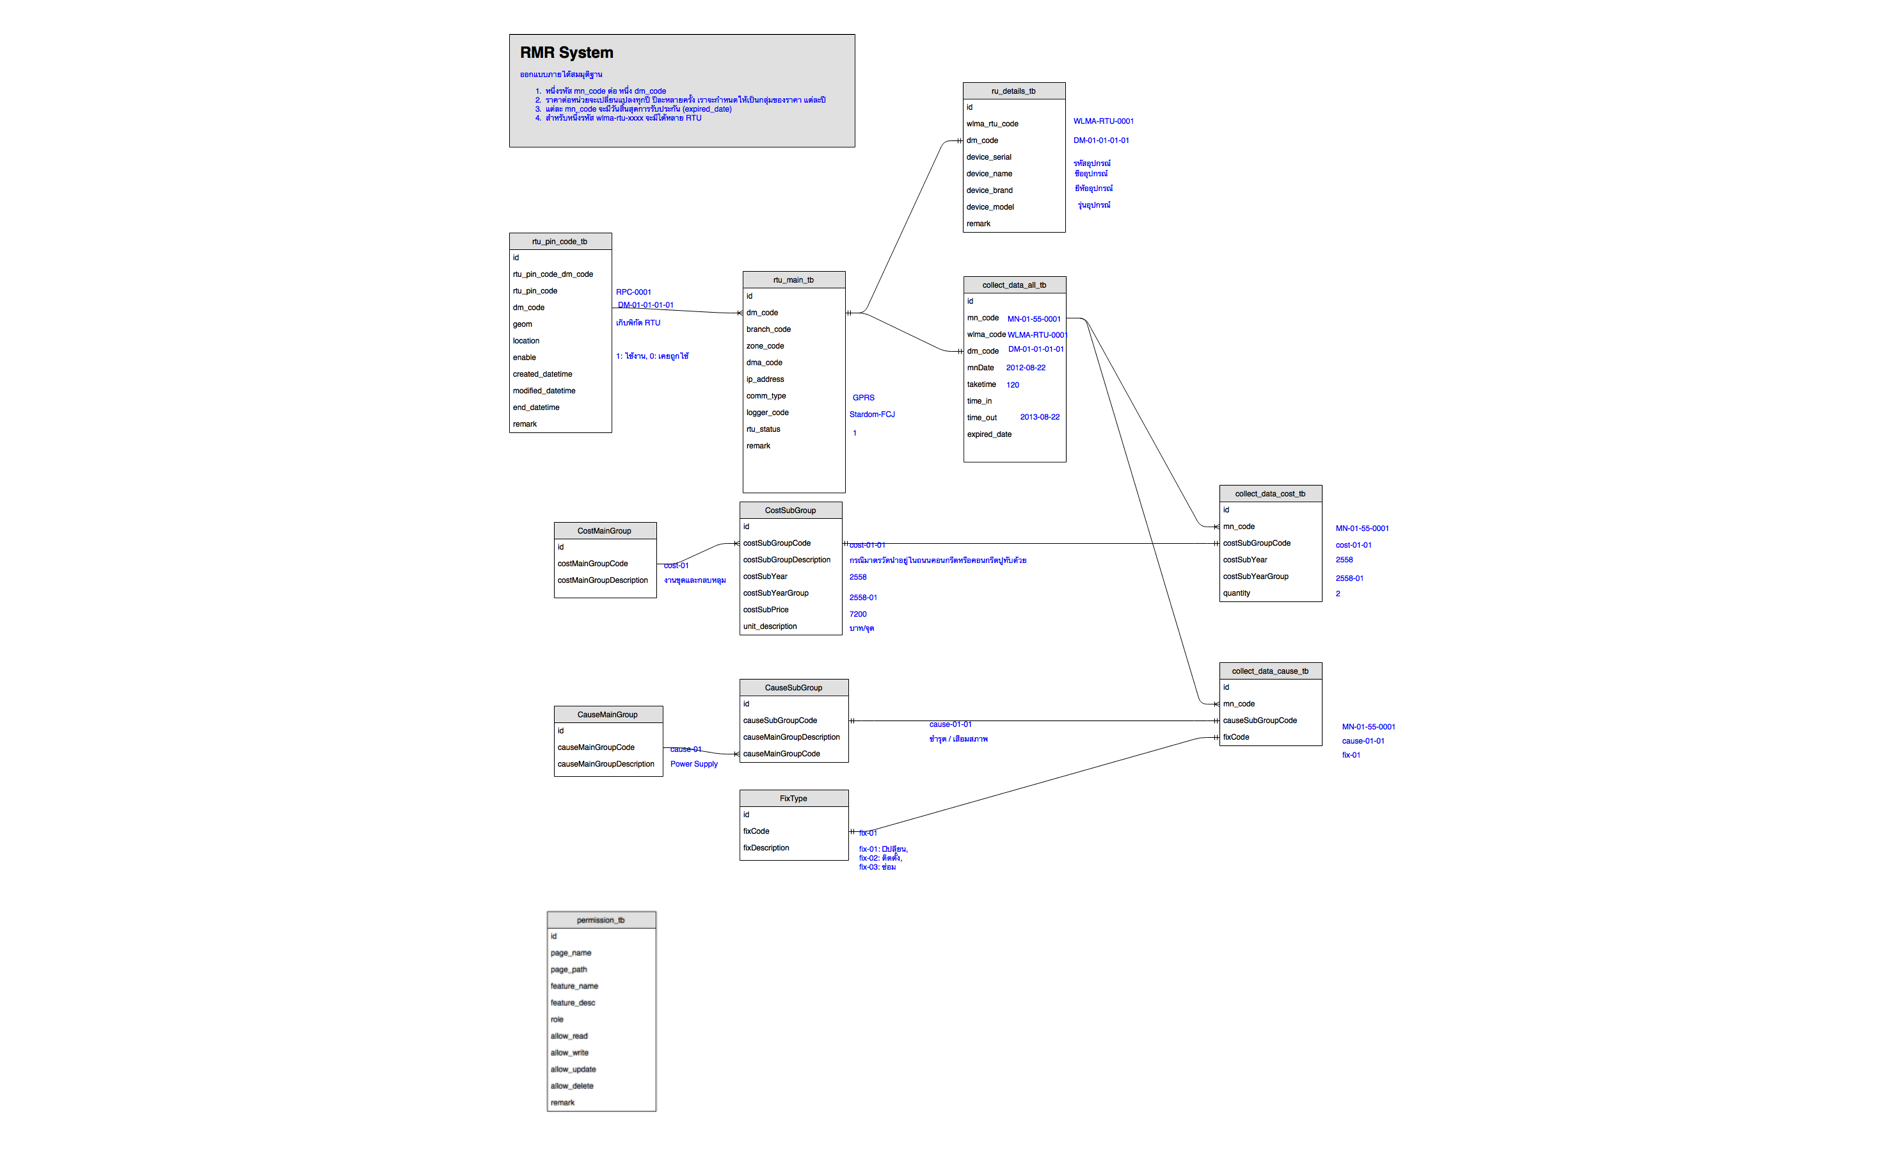 RMR System
ออกแบบภายใต้สมมุติฐาน
1. หนึ่งรหัส mn_code ต่อ หนึ่ง dm_code
2. ราคาต่อหน่วยจะเปลี่ยนแปลงทุกปี ปีละหลายครั้ง เราจะกำหนดให้เป็นกลุ่มของราคา แต่ละปี
3. แต่ละ mn_code จะมีวันสิ้นสุดการรับประกัน (expired_date)
4. สำหรับหนึ่งรหัส wlma-rtu-xxxx จะมีได้หลาย RTU
ru_details_tb
id
wlma_rtu_code
WLMA-RTU-0001
dm_code
DM-01-01-01-01
device_serial
รหัสอุปกรณ์
device_name
ชื่ออุปกรณ์
device_brand
ยี่ห้ออุปกรณ์
device_model
รุ่นอุปกรณ์
remark
rtu_pin_code_tb
id
rtu_pin_code_dm_code
rtu_pin_code
RPC-0001
dm_code
DM-01-01-01-01
geom
เก็บพิกัด RTU
location
enable
1: ใช้งาน, 0: เคยถูกใช้
created_datetime
modified_datetime
end_datetime
remark
rtu_main_tb
id
dm_code
branch_code
zone_code
dma_code
ip_address
comm_type
GPRS
logger_code
Stardom-FCJ
rtu_status
1
remark
collect_data_all_tb
id
mn_code MN-01-55-0001
wlma_code WLMA-RTU-0001
dm_code DM-01-01-01-01
mnDate 2012-08-22
taketime 120
time_in
time_out 2013-08-22
expired_date
CostMainGroup
id
costMainGroupCode
cost-01
costMainGroupDescription
งานขุดและกลบหลุม
CostSubGroup
id
costSubGroupCode
cost-01-01
costSubGroupDescription
กรณีมาตรวัดน้ำอยู่ในถนนคอนกรีตหรือคอนกรีตปูทับด้วย
costSubYear
2558
costSubYearGroup
2558-01
costSubPrice
7200
unit_description
บาท/จุด
collect_data_cost_tb
id
mn_code
MN-01-55-0001
costSubGroupCode
cost-01-01
costSubYear
2558
costSubYearGroup
2558-01
quantity
2
CauseMainGroup
id
causeMainGroupCode
cause-01
causeMainGroupDescription
Power Supply
CauseSubGroup
id
causeSubGroupCode
cause-01-01
causeMainGroupDescription
ชำรุด / เสื่อมสภาพ
causeMainGroupCode
collect_data_cause_tb
id
mn_code
causeSubGroupCode
fixCode
MN-01-55-0001
cause-01-01
fix-01
FixType
id
fixCode
fix-01
fixDescription
fix-01: เปลี่ยน,
fix-02: ติดตั้ง,
fix-03: ซ่อม
permission_tb
id
page_name
page_path
feature_name
feature_desc
role
allow_read
allow_write
allow_update
allow_delete
remark